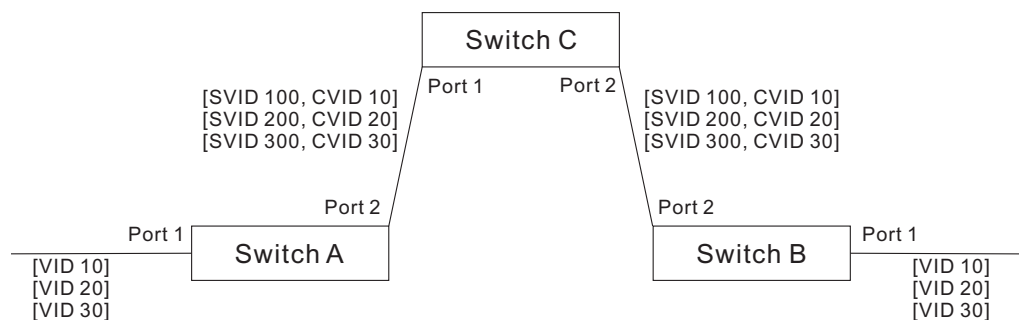 Switch C
Port 1
Port 2
[SVID 100, CVID 10]
[SVID 200, CVID 20]
[SVID 300, CVID 30]
[SVID 100, CVID 10]
[SVID 200, CVID 20]
[SVID 300, CVID 30]
Port 2
Port 2
Port 1
Switch A
Switch B
Port 1
[VID 10]
[VID 20]
[VID 30]
[VID 10]
[VID 20]
[VID 30]